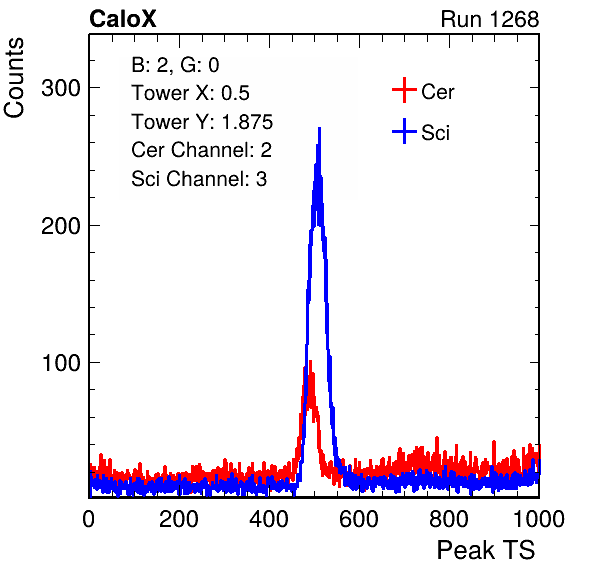 CaloX
Run 1268
Counts
B: 2, G: 0
Tower X: 0.5
Tower Y: 1.875
Cer Channel: 2
Sci Channel: 3
Cer
Sci
300
200
100
0 200 400 600 800 1000
Peak TS